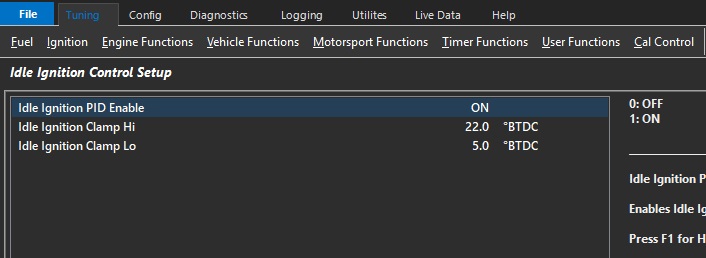 File Tuning Config Diagnostics Logging Utilites Live Data Help
Fuel Ignition Engine Functions Vehicle Functions Motorsport Functions Timer Functions User Functions Cal Control
Idle Ignition Control Setup
Idle Ignition PID Enable ON
Idle Ignition Clamp Hi 22.0 °BTDC
Idle Ignition Clamp Lo 5.0 °BTDC
0: OFF
1: ON
Idle Ignition P
Enables Idle Ig
Press F1 for H